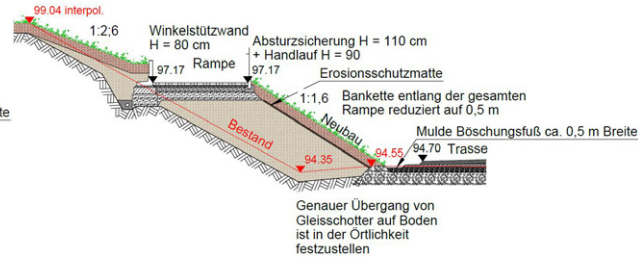 99.04 interpol.
1:2;6
Winkelstützwand
H = 80 cm
Rampe
97.17
97.17
Absturzsicherung H = 110 cm
+ Handlauf H = 90
Erosionsschutzmatte
1:1,6
Bankette entlang der gesamten
Rampe reduziert auf 0,5 m
Neubau
Bestand
Mulde Böschungsfuß ca. 0,5 m Breite
94.35
94.55
94.70
Trasse
te
Genauer Übergang von
Gleisschotter auf Boden
ist in der Örtlichkeit
festzustellen